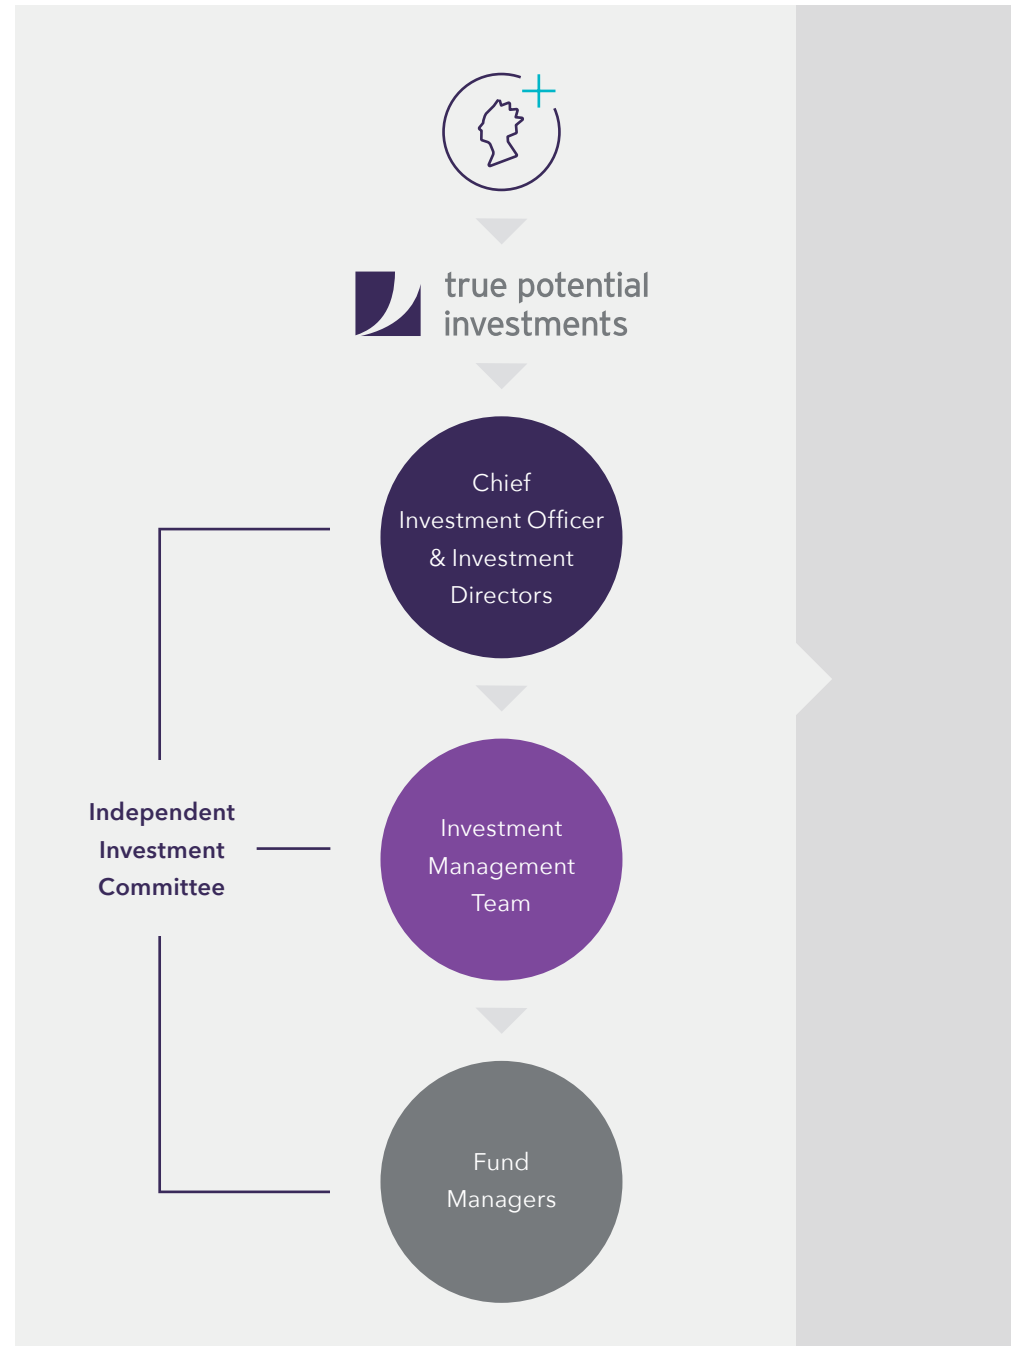 true potential
investments
Chief
Investment Officer
& Investment
Directors
Independent
Investment
Committee
Investment
Management
Team
Fund
Managers